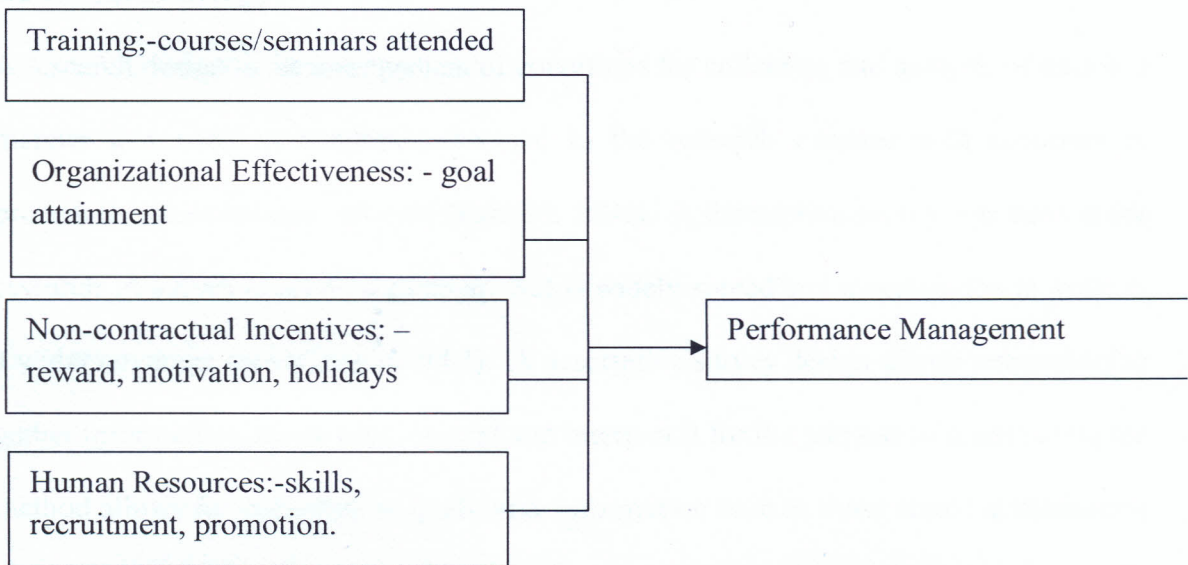 Training;-courses/seminars attended
Organizational Effectiveness: - goal
attainment
Non-contractual Incentives: –
reward, motivation, holidays
Performance Management
Human Resources:-skills,
recruitment, promotion.